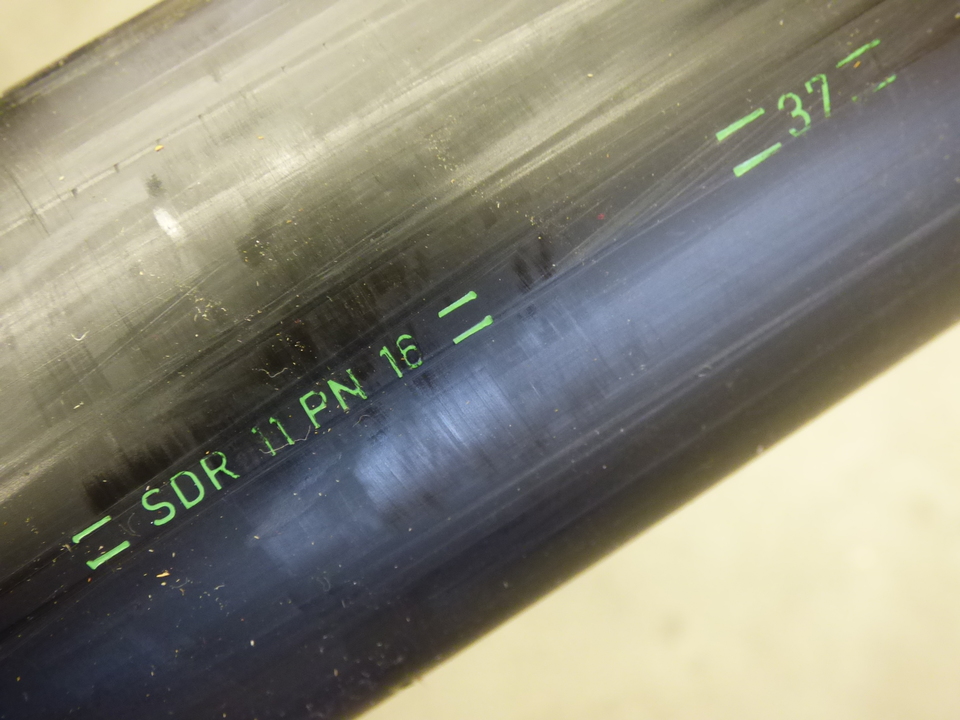 = SDR 11 PN 16 = = 37 =